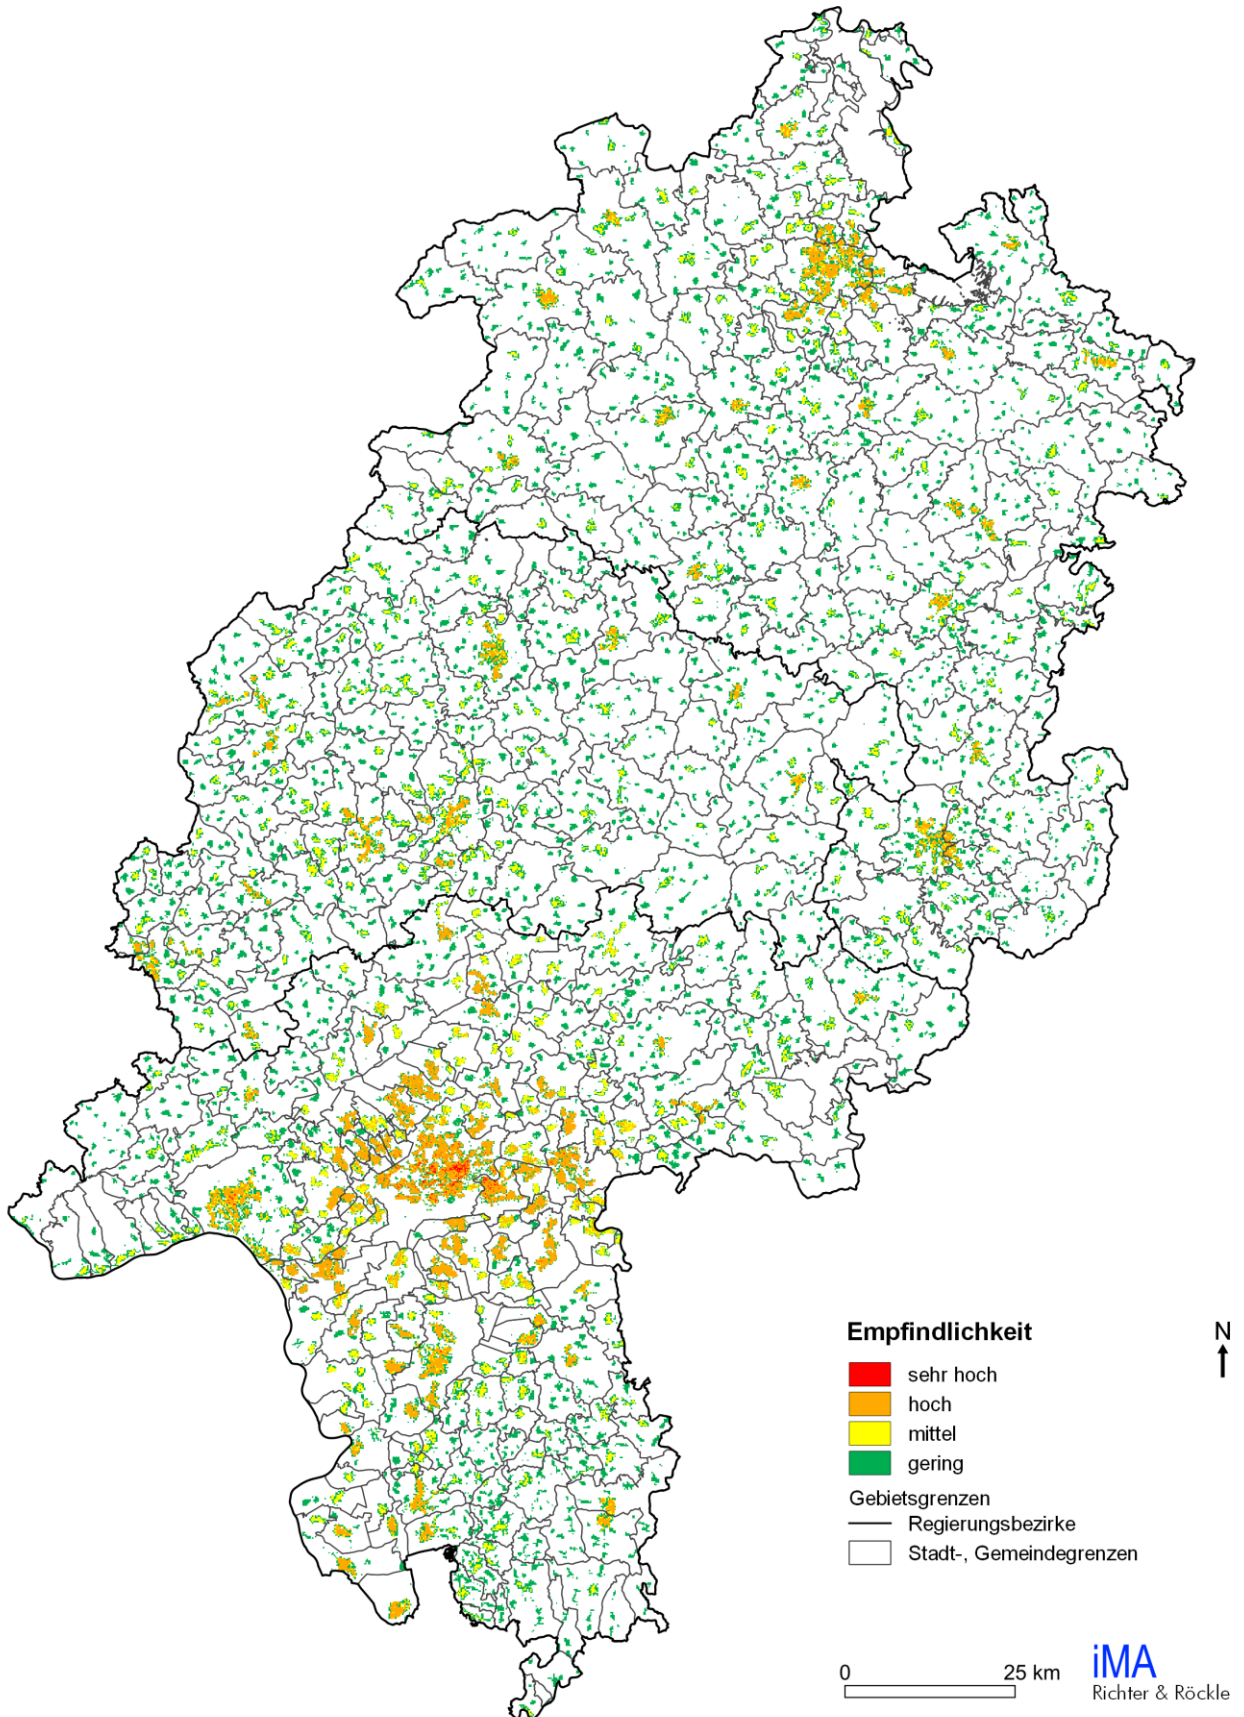 Empfindlichkeit
sehr hoch
hoch
mittel
gering
Gebietsgrenzen
Regierungsbezirke
Stadt-, Gemeindegrenzen
N
0 25 km
iMA
Richter & Röckle